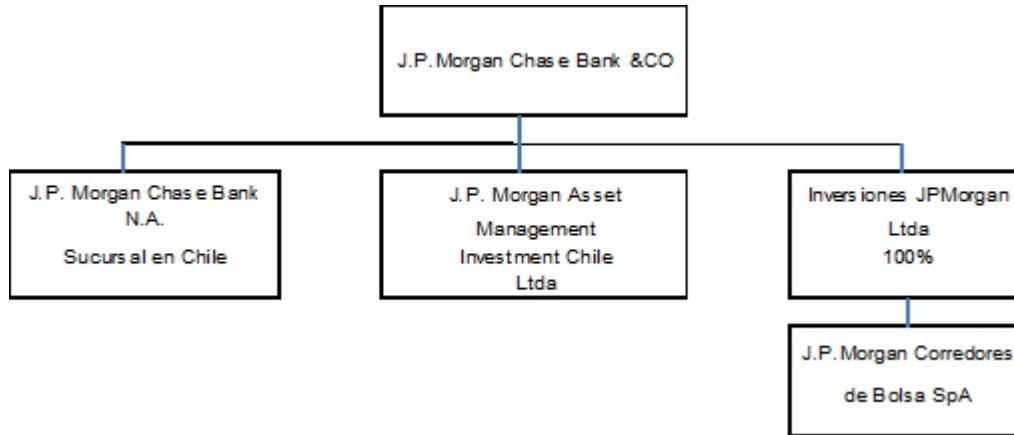 J.P. Morgan Chase Bank &CO
J.P. Morgan Chase Bank
N.A.
Sucursal en Chile
J.P. Morgan Asset
Management
Investment Chile
Ltda
Inversiones JPMorgan
Ltda
100%
J.P. Morgan Corredores
de Bolsa SpA